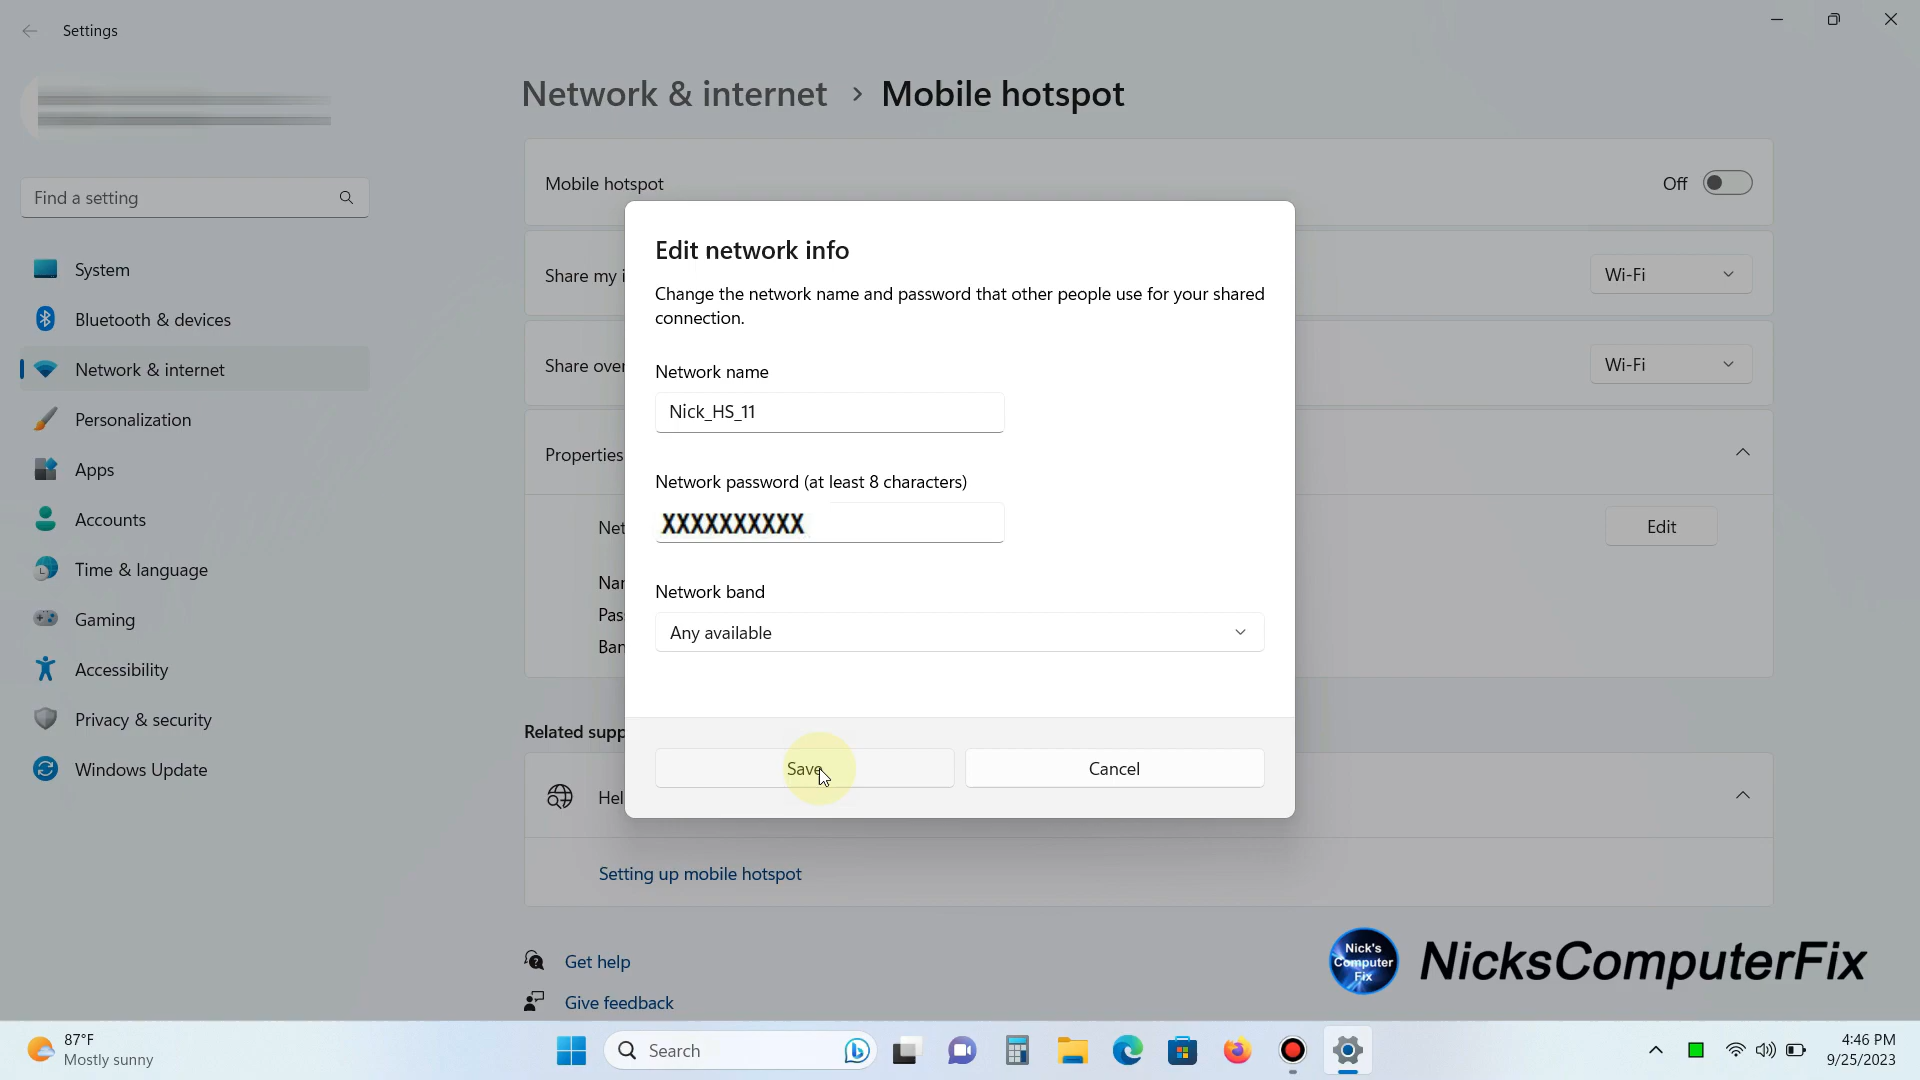 Settings
Network & internet > Mobile hotspot
Find a setting
System
Bluetooth & devices
Network & internet
Personalization
Apps
Accounts
Time & language
Gaming
Accessibility
Privacy & security
Windows Update
Mobile hotspot
Off
Share my i
Wi-Fi
Share over
Wi-Fi
Properties
Net
Edit
Nar
Pas
Ban
Related supp
Hel
Setting up mobile hotspot
Get help
Give feedback
Edit network info
Change the network name and password that other people use for your shared
connection.
Network name
Nick_HS_11
Network password (at least 8 characters)
XXXXXXXXXX
Network band
Any available
Save
Cancel
Nick's
Computer
Fix
NicksComputerFix
87°F
Mostly sunny
Search
4:46 PM
9/25/2023